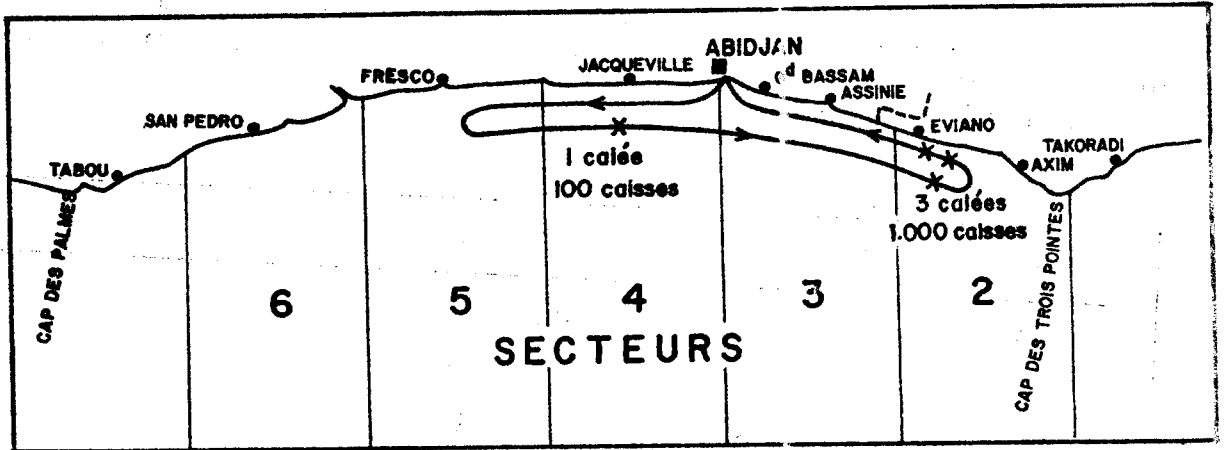 ABIDJAN
JACQUEVILLE
Gd BASSAM
FRESCO
ASSINIE
SAN PEDRO
EVIANO
TAKORADI
TABOU
AXIM
1 calée
100 caisses
3 calées
1.000 caisses
CAP DES PALMES
CAP DES TROIS POINTES
6
5
4
3
2
SECTEURS